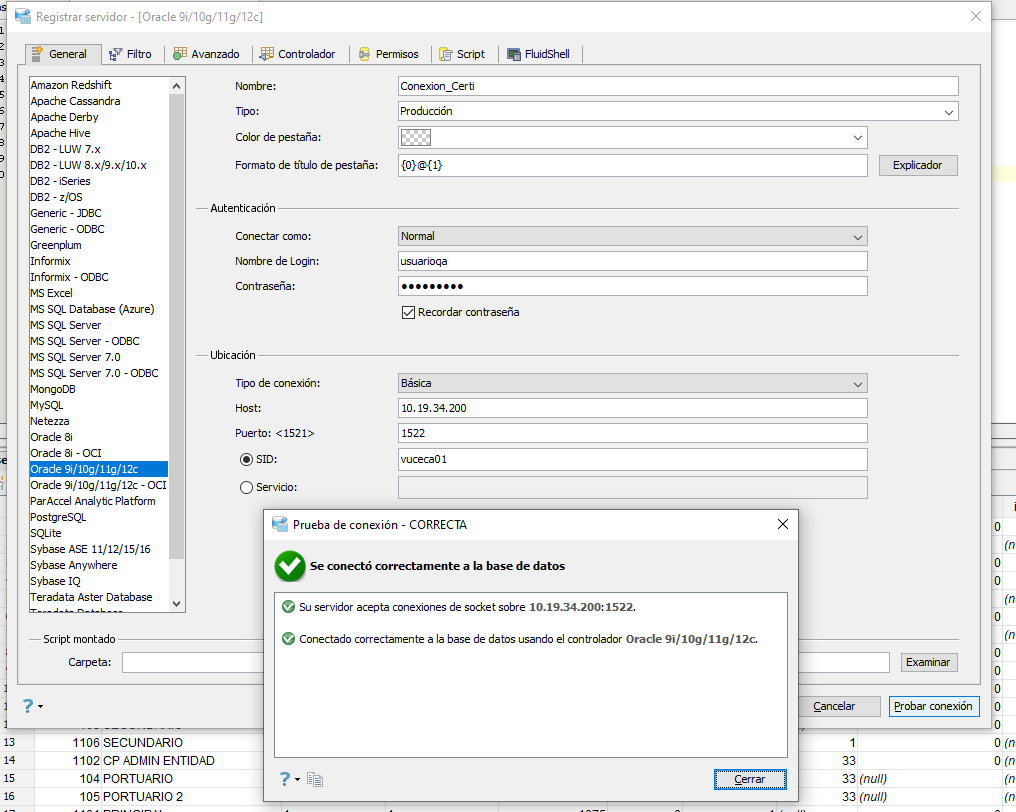 Registrar servidor - [Oracle 9i/10g/11g/12c]
General Filtro Avanzado Controlador Permisos Script FluidShell
Amazon Redshift
Apache Cassandra
Apache Derby
Apache Hive
DB2 - LUW 7.x
DB2 - LUW 8.x/9.x/10.x
DB2 - iSeries
DB2 - z/OS
Generic - JDBC
Generic - ODBC
Greenplum
Informix
Informix - ODBC
MS Excel
MS SQL Database (Azure)
MS SQL Server
MS SQL Server - ODBC
MS SQL Server 7.0
MS SQL Server 7.0 - ODBC
MongoDB
MySQL
Netezza
Oracle 8i
Oracle 8i - OCI
Oracle 9i/10g/11g/12c
Oracle 9i/10g/11g/12c - OCI
ParAccel Analytic Platform
PostgreSQL
SQLite
Sybase ASE 11/12/15/16
Sybase Anywhere
Sybase IQ
Teradata Aster Database
Teradata Database
Nombre: Conexion_Certi
Tipo: Producción
Color de pestaña:
Formato de título de pestaña: {0}@{1} Explicador
Autenticación
Conectar como: Normal
Nombre de Login: usuarioqa
Contraseña: •••••••••
Recordar contraseña
Ubicación
Tipo de conexión: Básica
Host: 10.19.34.200
Puerto: <1521> 1522
SID: vuceca01
Servicio:
Script montado
Carpeta: Examinar
Cancelar Probar conexión
Prueba de conexión - CORRECTA
Se conectó correctamente a la base de datos
Su servidor acepta conexiones de socket sobre 10.19.34.200:1522.
Conectado correctamente a la base de datos usando el controlador Oracle 9i/10g/11g/12c.
Cerrar
13 1106 SECUNDARIO 1 0
14 1102 CP ADMIN ENTIDAD 33 0
15 104 PORTUARIO 33 (null)
16 105 PORTUARIO 2 33 (null)